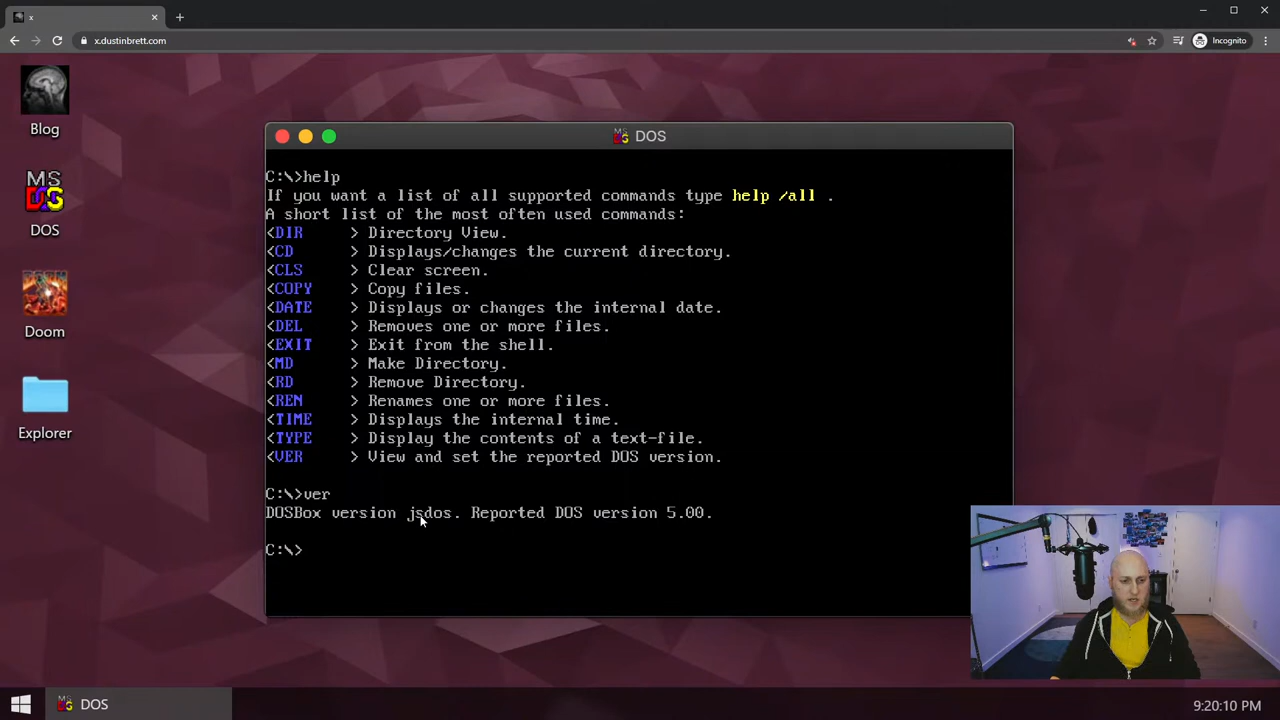 x
x.dustinbrett.com
Incognito
Blog
MS
DOS
Doom
Explorer
DOS
C:\>help
If you want a list of all supported commands type help /all .
A short list of the most often used commands:
<DIR     > Directory View.
<CD      > Displays/changes the current directory.
<CLS     > Clear screen.
<COPY    > Copy files.
<DATE    > Displays or changes the internal date.
<DEL     > Removes one or more files.
<EXIT    > Exit from the shell.
<MD      > Make Directory.
<RD      > Remove Directory.
<REN     > Renames one or more files.
<TIME    > Displays the internal time.
<TYPE    > Display the contents of a text-file.
<VER     > View and set the reported DOS version.
C:\>ver
DOSBox version jsdos. Reported DOS version 5.00.
C:\>
DOS
9:20:10 PM